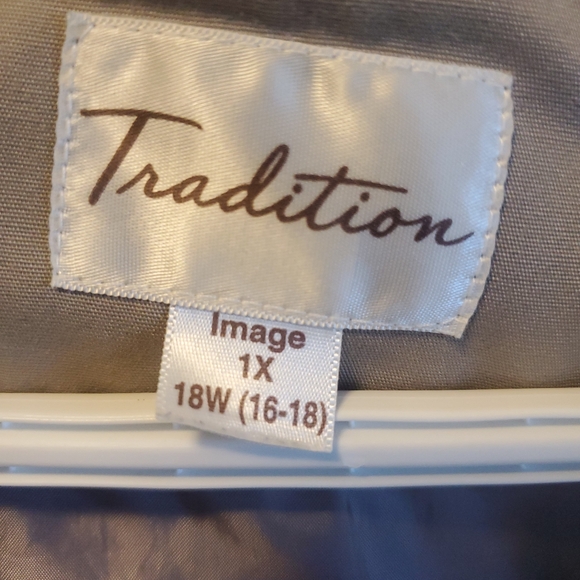 Tradition
Image
1X
18W (16-18)